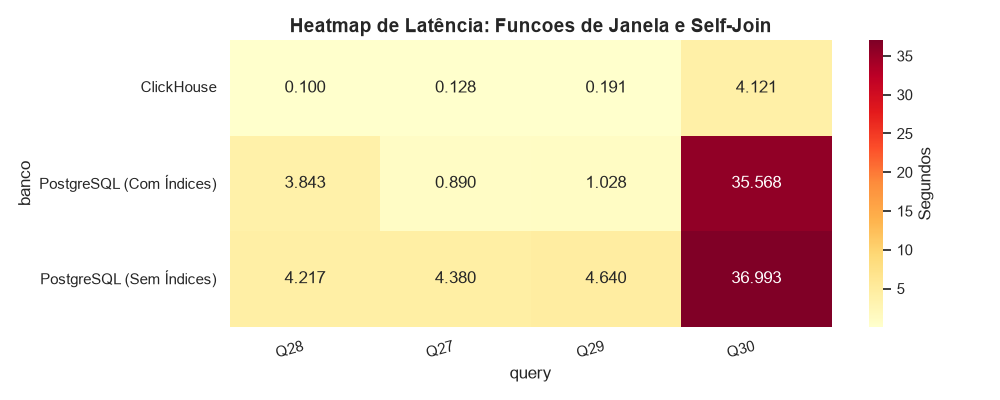 Heatmap de Latência: Funcoes de Janela e Self-Join
banco
ClickHouse
0.100 0.128 0.191 4.121
PostgreSQL (Com Índices)
3.843 0.890 1.028 35.568
PostgreSQL (Sem Índices)
4.217 4.380 4.640 36.993
Q28 Q27 Q29 Q30
query
35
30
25
20
15
10
5
Segundos